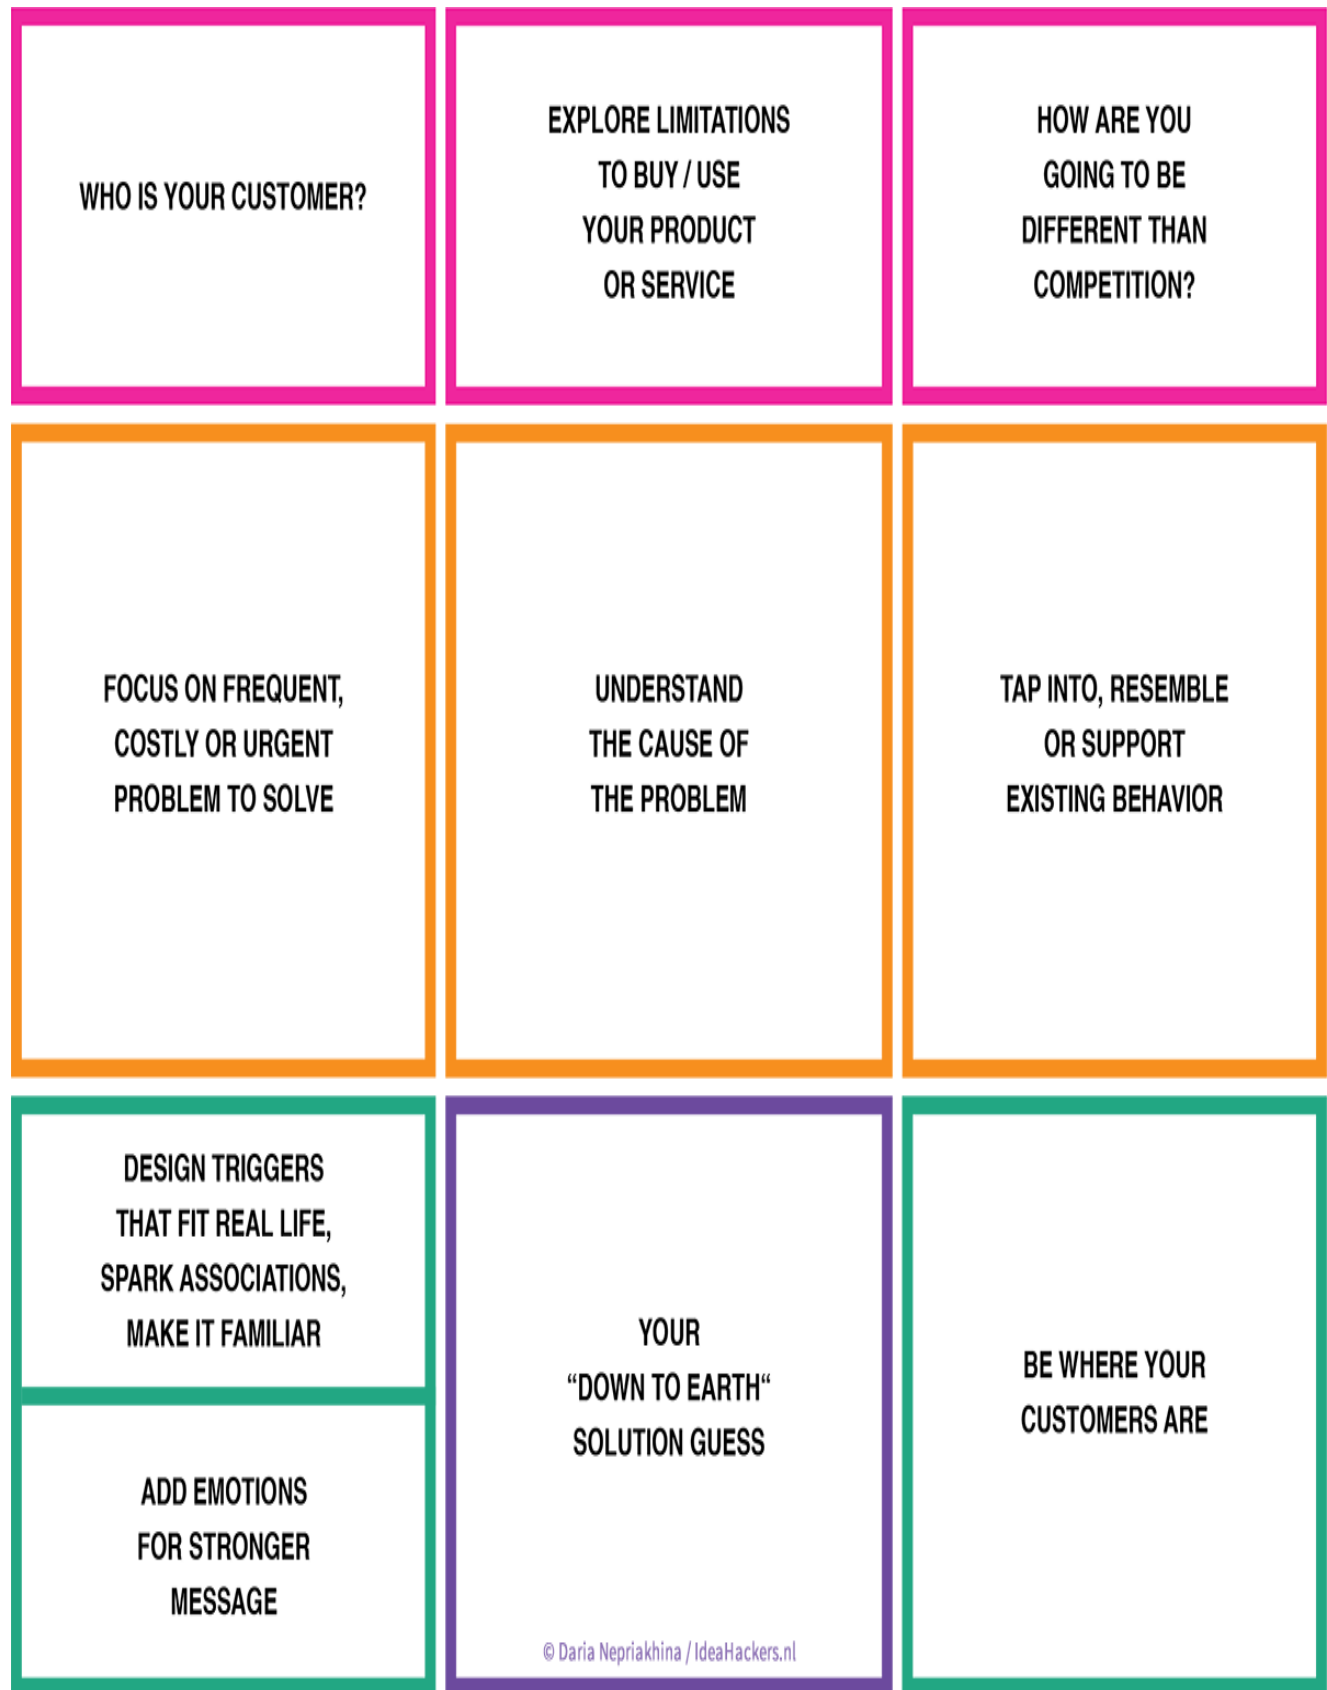 WHO IS YOUR CUSTOMER?
EXPLORE LIMITATIONS
TO BUY / USE
YOUR PRODUCT
OR SERVICE
HOW ARE YOU
GOING TO BE
DIFFERENT THAN
COMPETITION?
FOCUS ON FREQUENT,
COSTLY OR URGENT
PROBLEM TO SOLVE
UNDERSTAND
THE CAUSE OF
THE PROBLEM
TAP INTO, RESEMBLE
OR SUPPORT
EXISTING BEHAVIOR
DESIGN TRIGGERS
THAT FIT REAL LIFE,
SPARK ASSOCIATIONS,
MAKE IT FAMILIAR
ADD EMOTIONS
FOR STRONGER
MESSAGE
YOUR
“DOWN TO EARTH“
SOLUTION GUESS
© Daria Nepriakhina / IdeaHackers.nl
BE WHERE YOUR
CUSTOMERS ARE